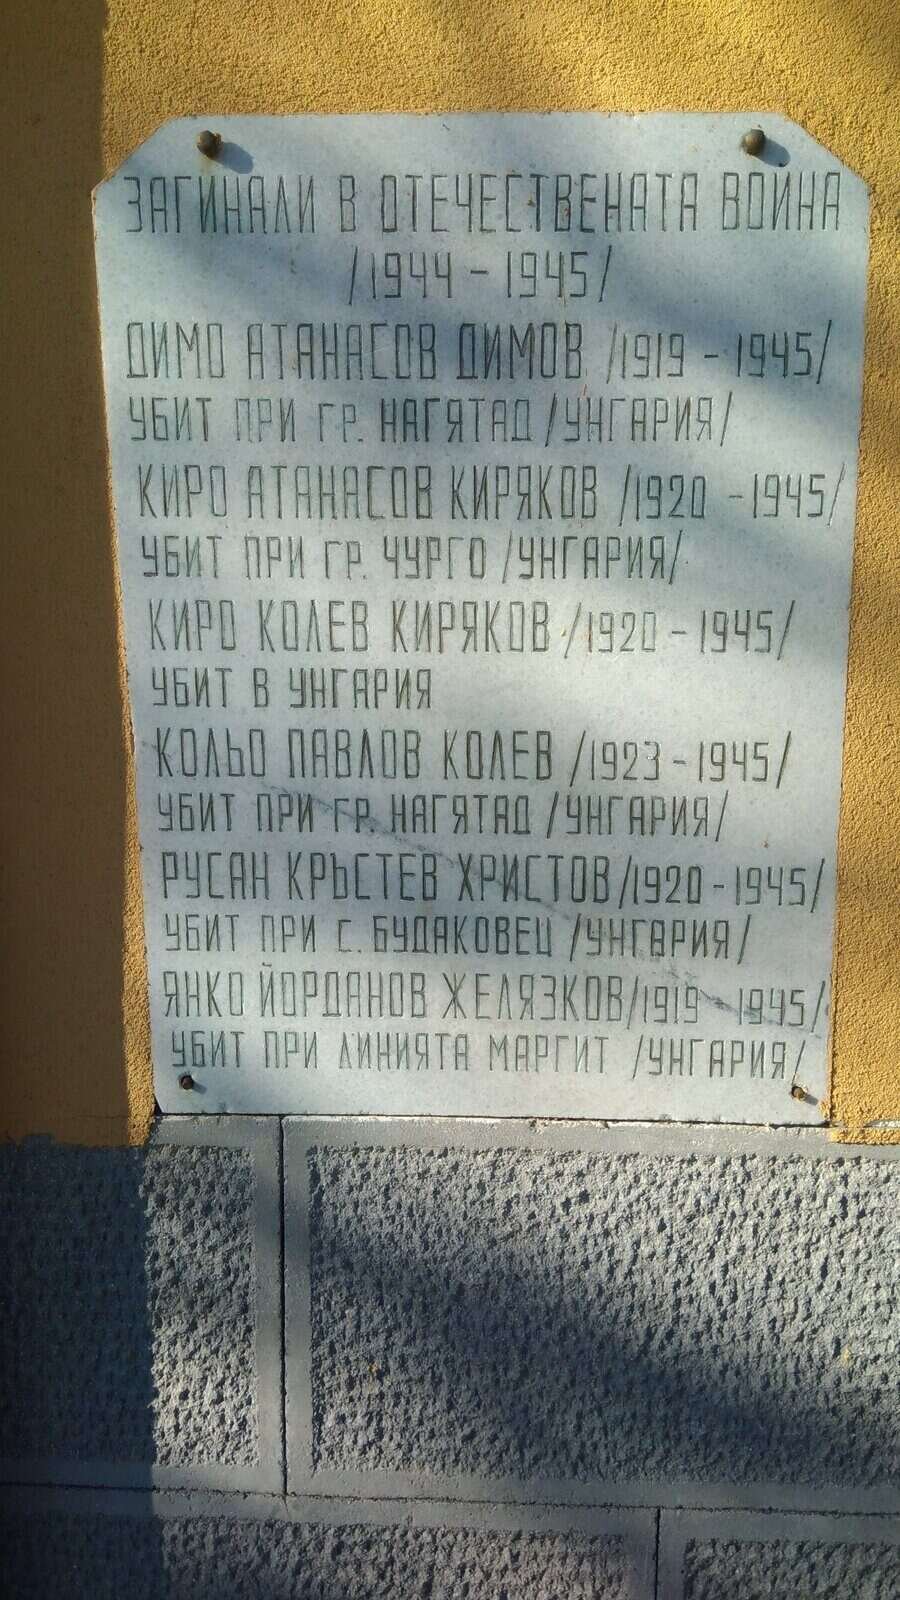 ЗАГИНАЛИ В ОТЕЧЕСТВЕНАТА ВОИНА
/1944 - 1945/
ДИМО АТАНАСОВ ДИМОВ /1919 - 1945/
УБИТ ПРИ ГР. НАГЯТАД /УНГАРИЯ/
КИРО АТАНАСОВ КИРЯКОВ /1920 - 1945/
УБИТ ПРИ ГР. ЧУРГО /УНГАРИЯ/
КИРО КОЛЕВ КИРЯКОВ /1920 - 1945/
УБИТ В УНГАРИЯ
КОЛЬО ПАВЛОВ КОЛЕВ /1923 - 1945/
УБИТ ПРИ ГР. НАГЯТАД /УНГАРИЯ/
РУСАН КРЪСТЕВ ХРИСТОВ /1920 - 1945/
УБИТ ПРИ С. БУДАКОВЕЦ /УНГАРИЯ/
ЯНКО ЙОРДАНОВ ЖЕЛЯЗКОВ /1919 - 1945/
УБИТ ПРИ ЛИНИЯТА МАРГИТ /УНГАРИЯ/